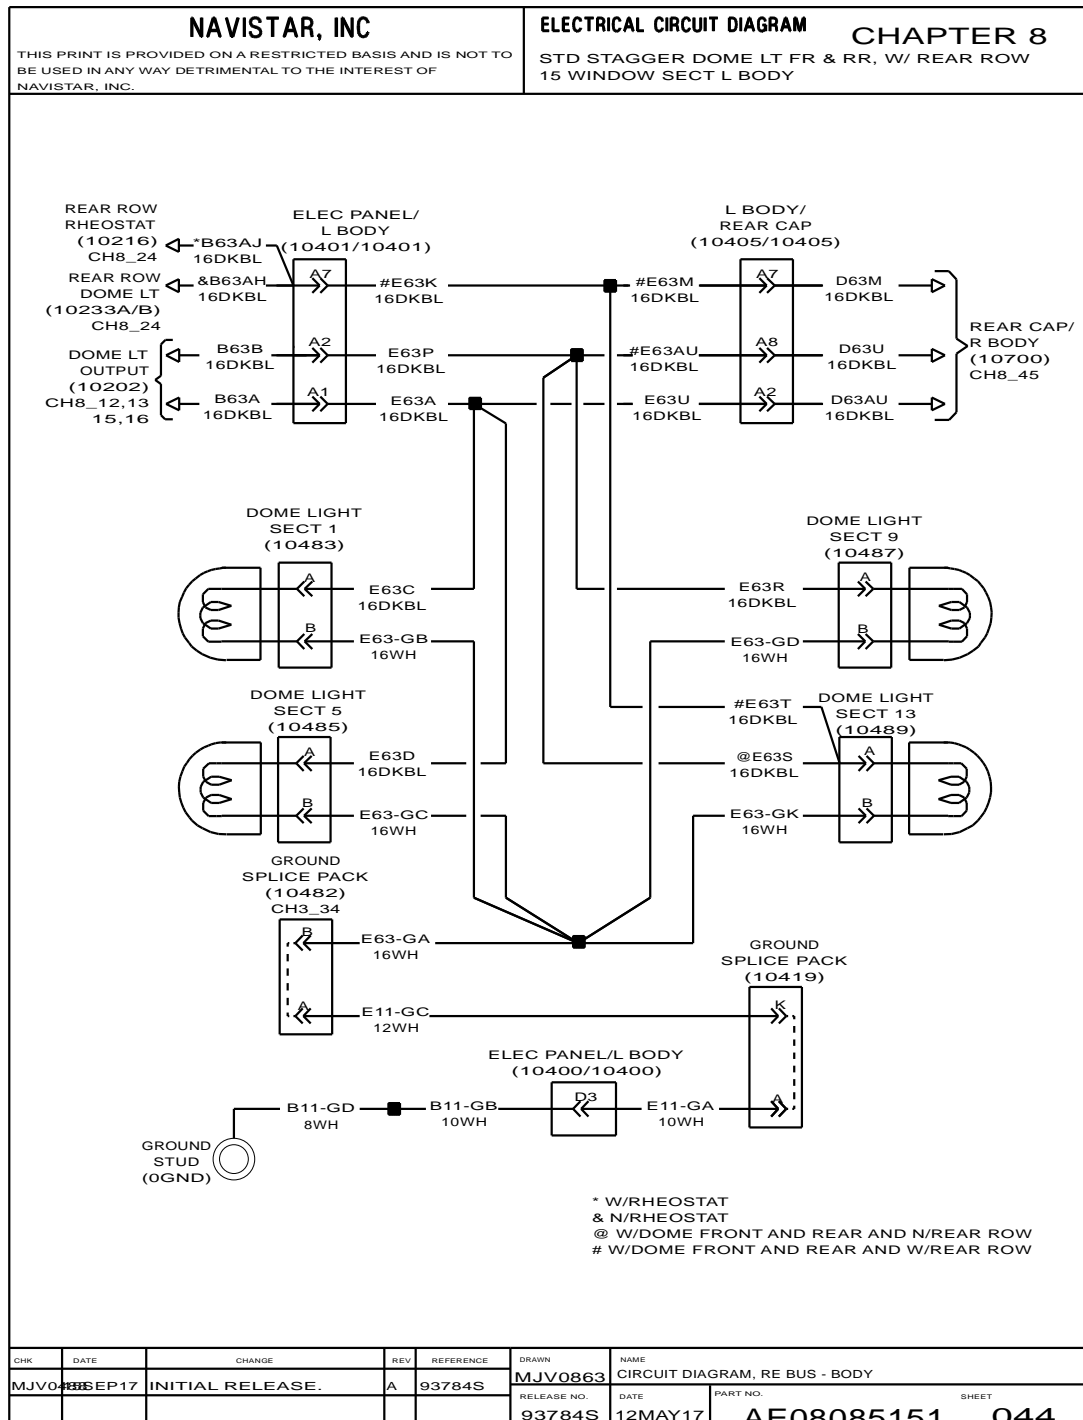 NAVISTAR, INC
THIS PRINT IS PROVIDED ON A RESTRICTED BASIS AND IS NOT TO
BE USED IN ANY WAY DETRIMENTAL TO THE INTEREST OF
NAVISTAR, INC.
ELECTRICAL CIRCUIT DIAGRAM
CHAPTER 8
STD STAGGER DOME LT FR & RR, W/ REAR ROW
15 WINDOW SECT L BODY
REAR ROW
RHEOSTAT
(10216)
CH8_24
*B63AJ
16DKBL
ELEC PANEL/
L BODY
(10401/10401)
L BODY/
REAR CAP
(10405/10405)
REAR ROW
DOME LT
(10233A/B)
CH8_24
&B63AH
16DKBL
A7
#E63K
16DKBL
#E63M
16DKBL
A7
D63M
16DKBL
DOME LT
OUTPUT
(10202)
CH8_12,13
15,16
B63B
16DKBL
A2
E63P
16DKBL
#E63AU
16DKBL
A8
D63U
16DKBL
REAR CAP/
R BODY
(10700)
CH8_45
B63A
16DKBL
A1
E63A
16DKBL
E63U
16DKBL
A2
D63AU
16DKBL
DOME LIGHT
SECT 1
(10483)
A
E63C
16DKBL
B
E63-GB
16WH
DOME LIGHT
SECT 9
(10487)
E63R
16DKBL
A
E63-GD
16WH
B
DOME LIGHT
SECT 5
(10485)
A
E63D
16DKBL
B
E63-GC
16WH
#E63T
16DKBL
DOME LIGHT
SECT 13
(10489)
@E63S
16DKBL
A
E63-GK
16WH
B
GROUND
SPLICE PACK
(10482)
CH3_34
B
E63-GA
16WH
A
E11-GC
12WH
GROUND
SPLICE PACK
(10419)
K
A
ELEC PANEL/L BODY
(10400/10400)
D3
B11-GD
8WH
B11-GB
10WH
E11-GA
10WH
GROUND
STUD
(0GND)
* W/RHEOSTAT
& N/RHEOSTAT
@ W/DOME FRONT AND REAR AND N/REAR ROW
# W/DOME FRONT AND REAR AND W/REAR ROW
CHK DATE CHANGE REV REFERENCE
SEP17 INITIAL RELEASE. A 93784S
DRAWN
MJV0863
NAME
CIRCUIT DIAGRAM, RE BUS - BODY
RELEASE NO.
93784S
DATE
12MAY17
PART NO.
AE08085151
SHEET
044